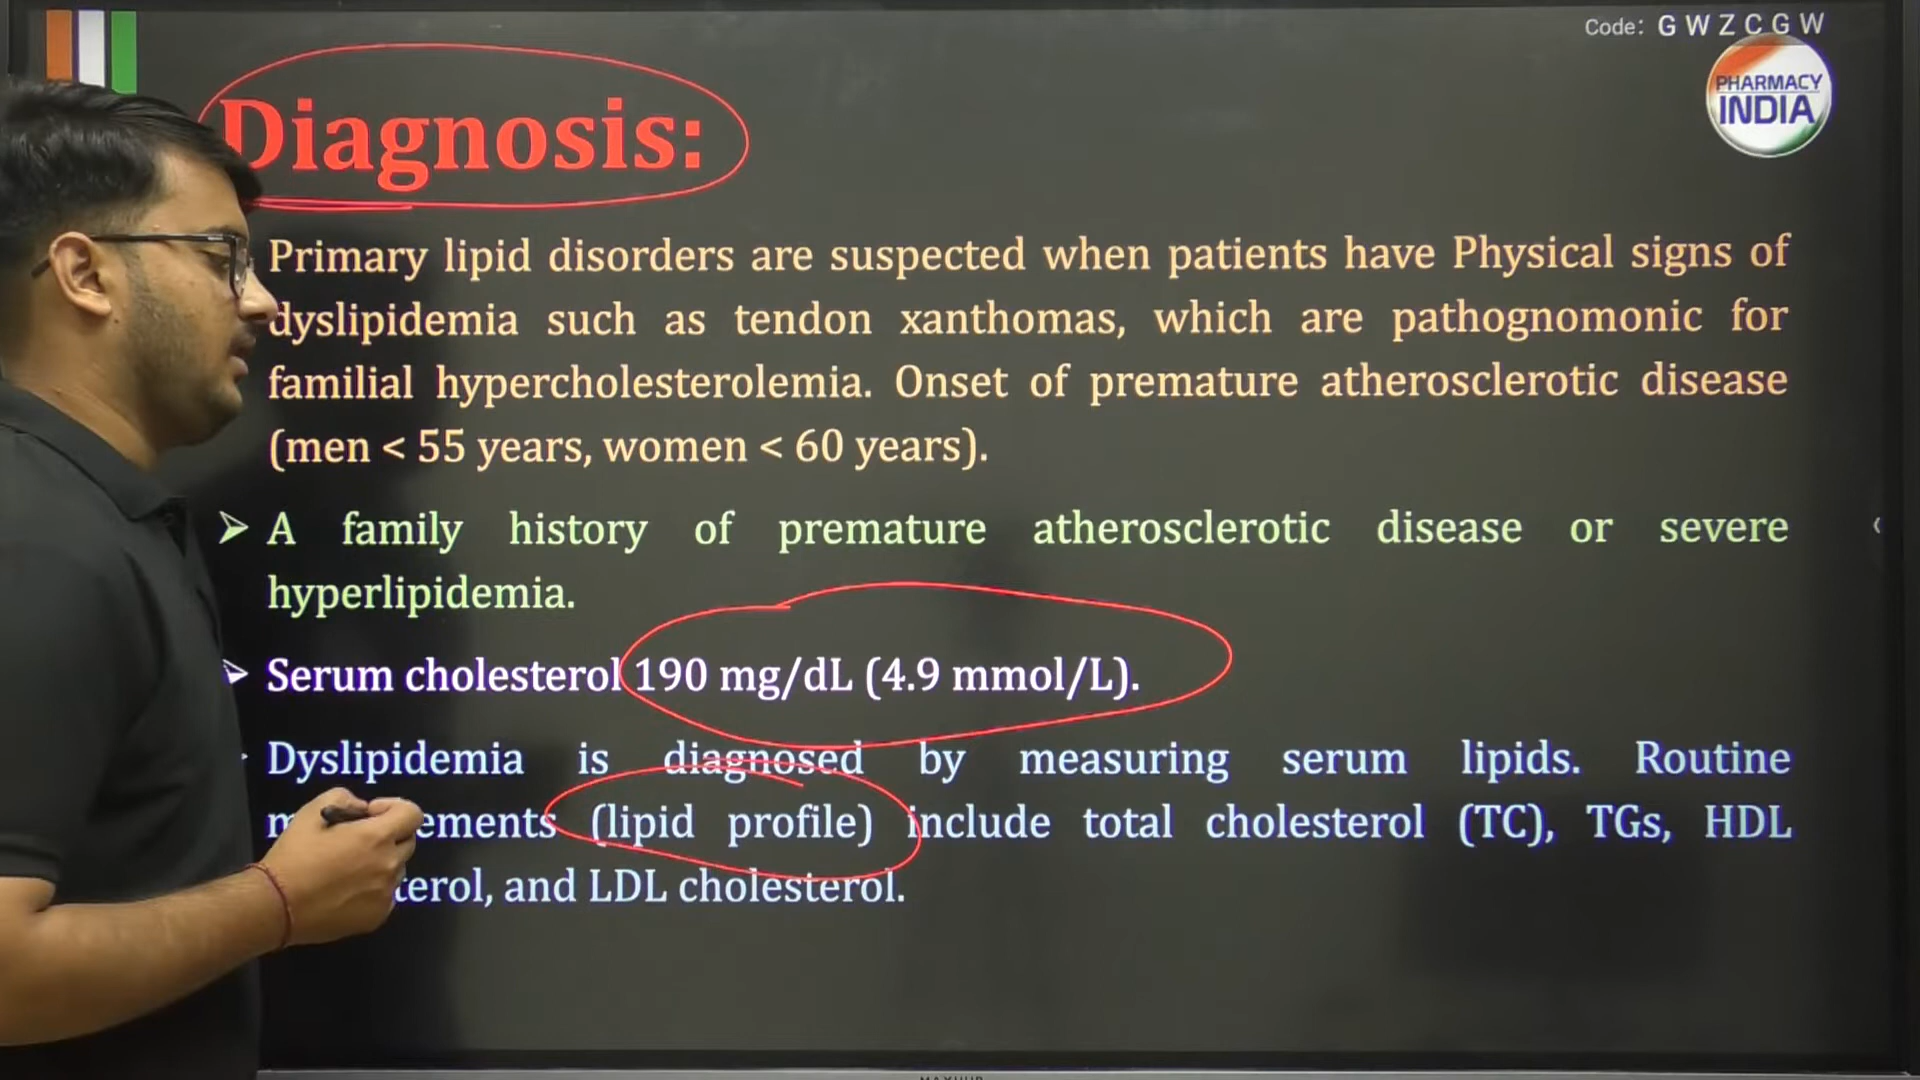 Code: G W Z C G W
PHARMACY
INDIA
Diagnosis:
Primary lipid disorders are suspected when patients have Physical signs of
dyslipidemia such as tendon xanthomas, which are pathognomonic for
familial hypercholesterolemia. Onset of premature atherosclerotic disease
(men < 55 years, women < 60 years).
➢ A family history of premature atherosclerotic disease or severe
hyperlipidemia.
➢ Serum cholesterol 190 mg/dL (4.9 mmol/L).
Dyslipidemia is diagnosed by measuring serum lipids. Routine
(lipid profile) include total cholesterol (TC), TGs, HDL
and LDL cholesterol.